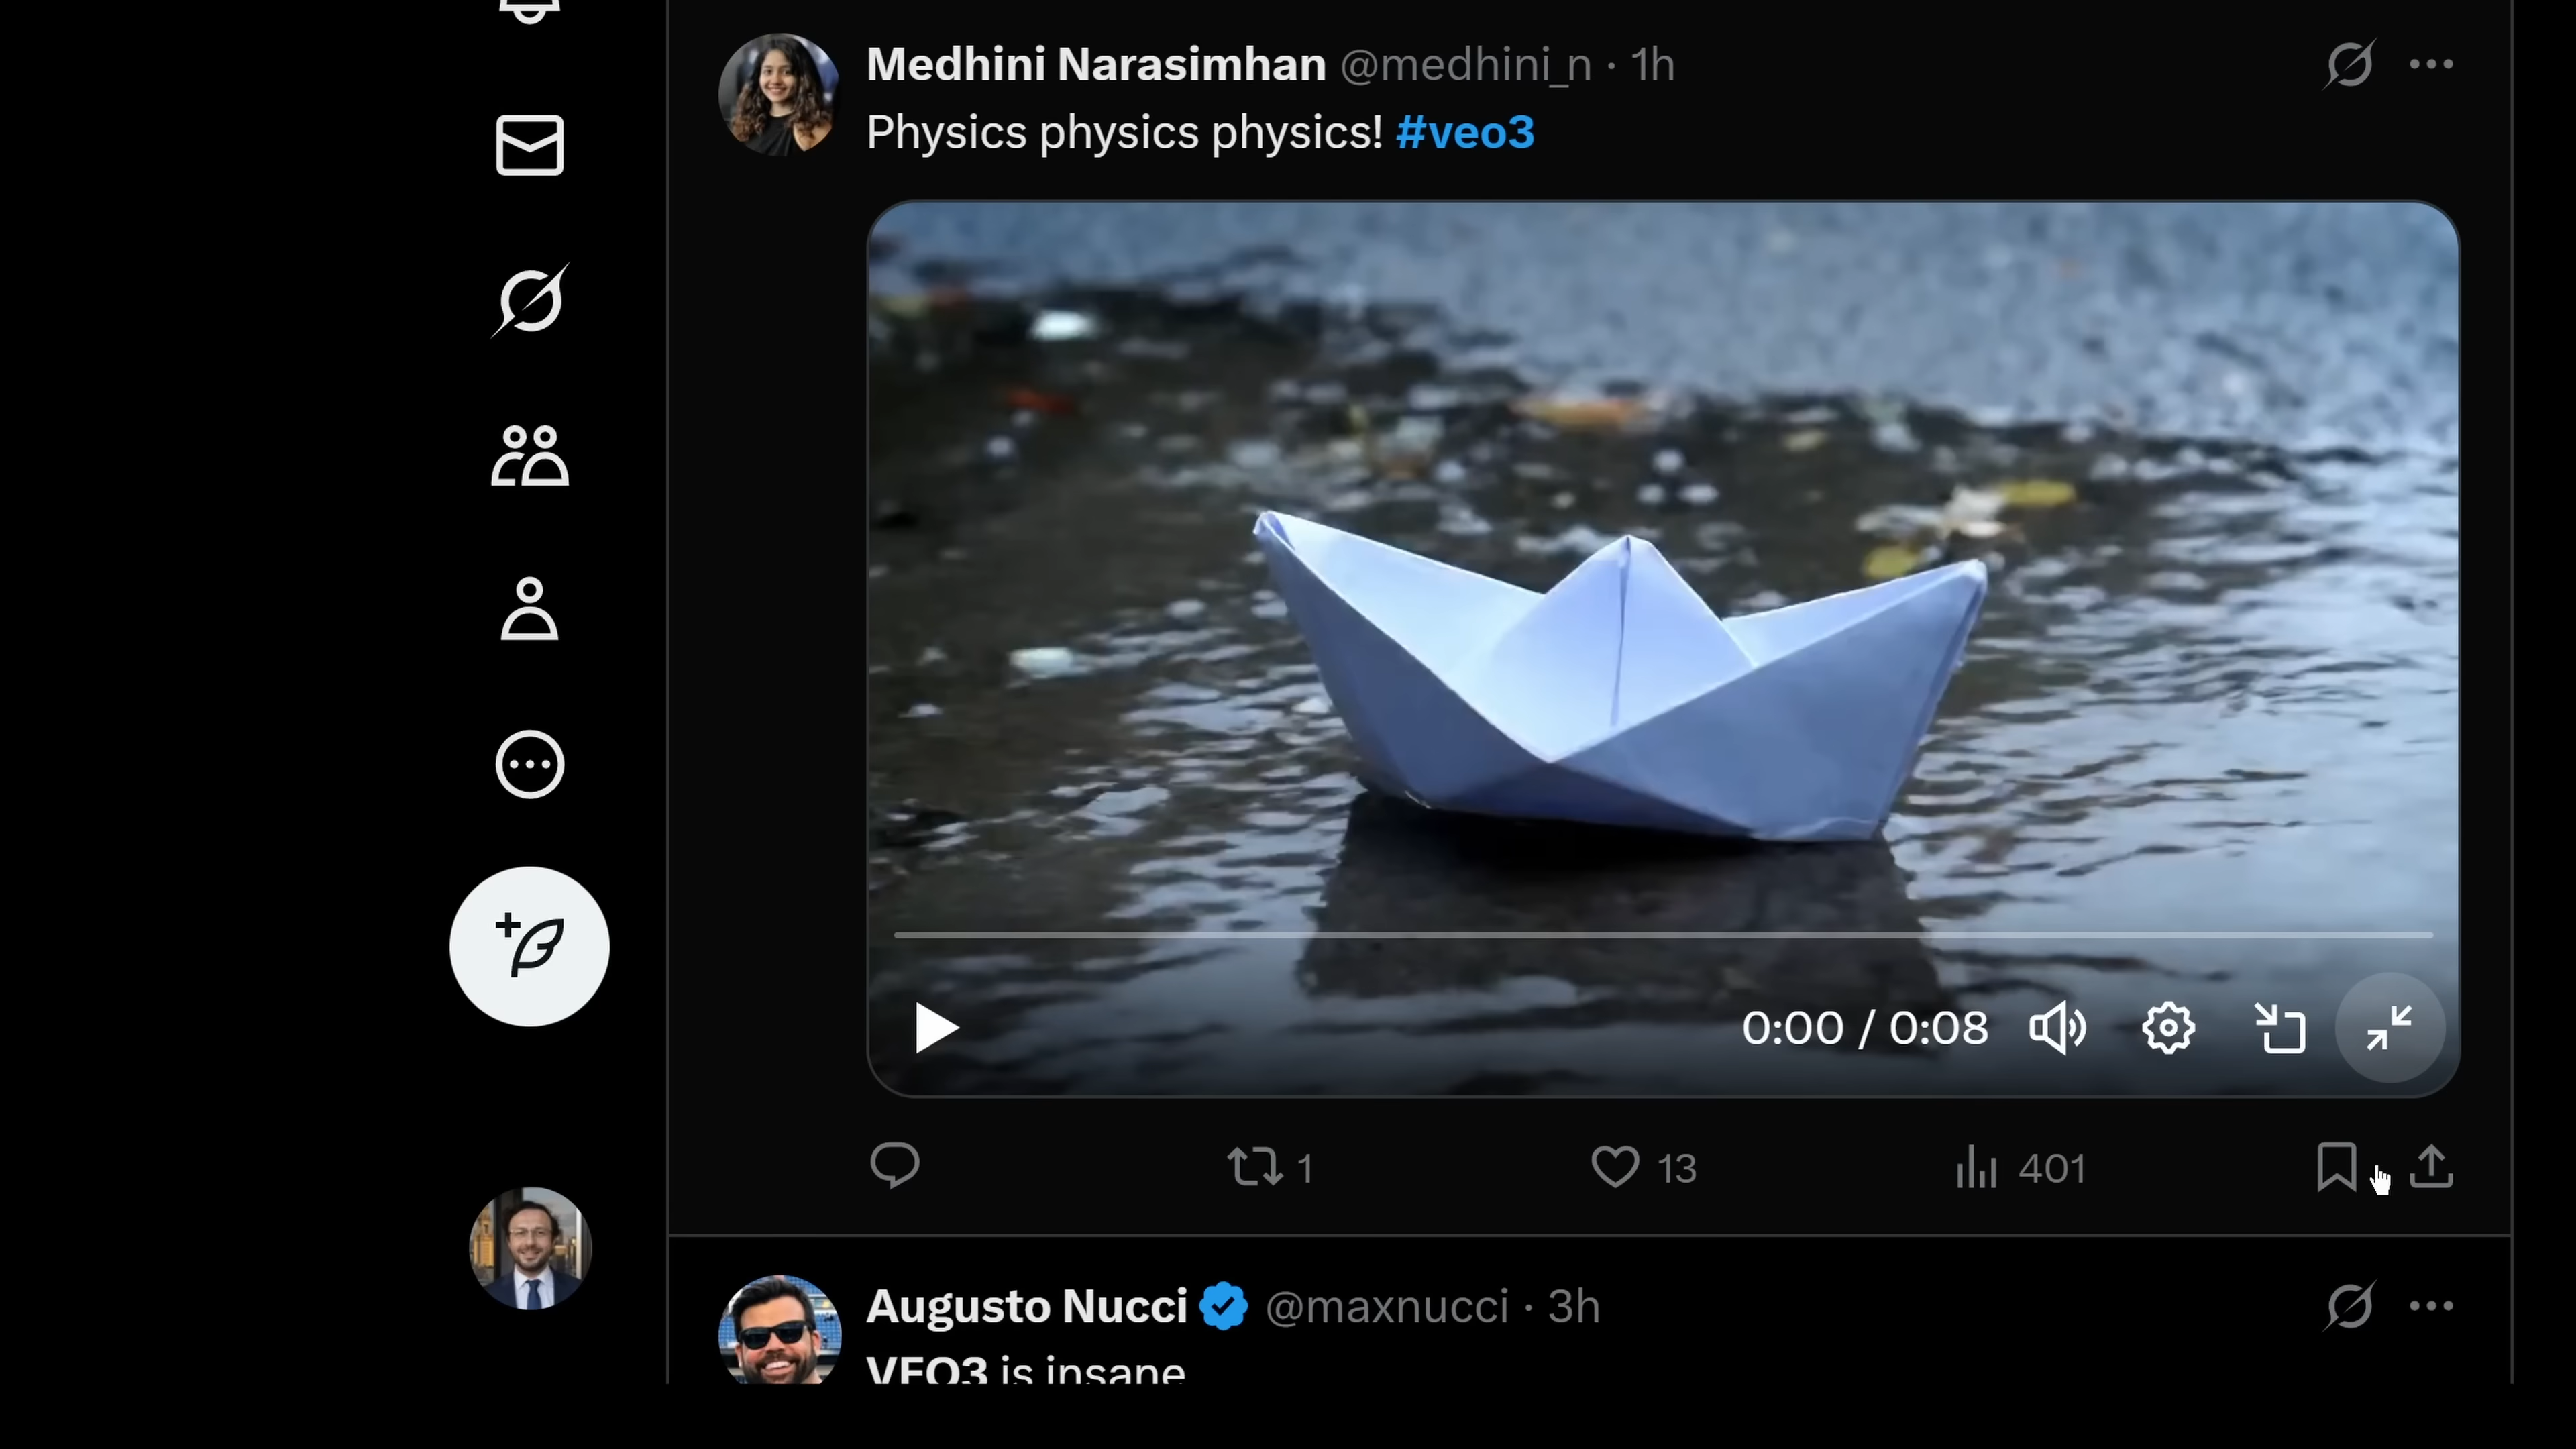 Medhini Narasimhan @medhini_n · 1h
Physics physics physics! #veo3
0:00 / 0:08
1 13 401
Augusto Nucci @maxnucci · 3h
VEO3 is insane